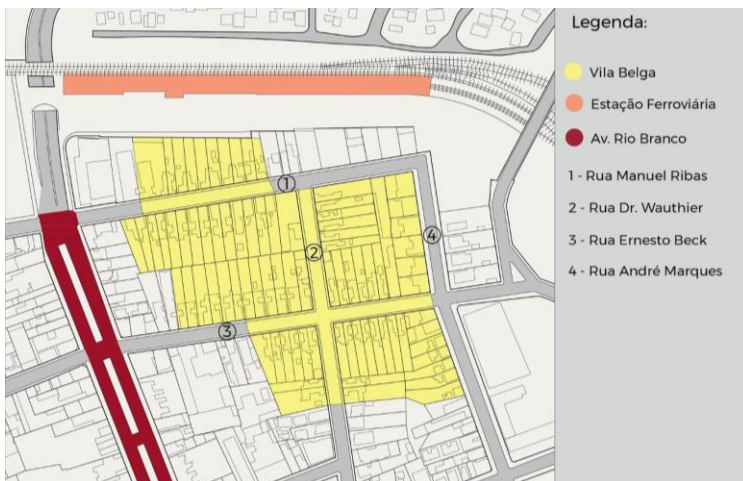 Legenda:
Vila Belga
Estação Ferroviária
Av. Rio Branco
1 - Rua Manuel Ribas
2 - Rua Dr. Wauthier
3 - Rua Ernesto Beck
4 - Rua André Marques
1
2
4
3